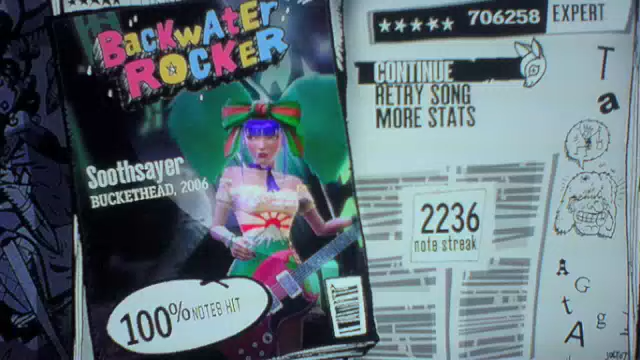 BACKWATER
ROCKER
Soothsayer
BUCKETHEAD, 2006
100% NOTES HIT
★★★★★ 706258 EXPERT
CONTINUE
RETRY SONG
MORE STATS
2236
note streak
T
a
A
G
t
g
A